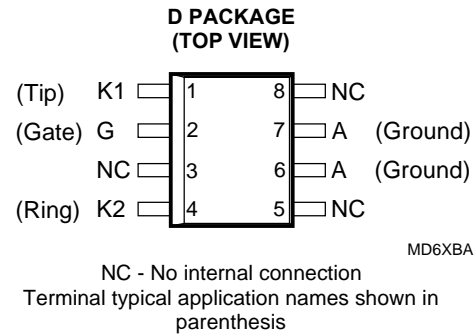 D PACKAGE
(TOP VIEW)
(Tip) K1 1 8 NC
(Gate) G 2 7 A (Ground)
NC 3 6 A (Ground)
(Ring) K2 4 5 NC
MD6XBA
NC - No internal connection
Terminal typical application names shown in
parenthesis